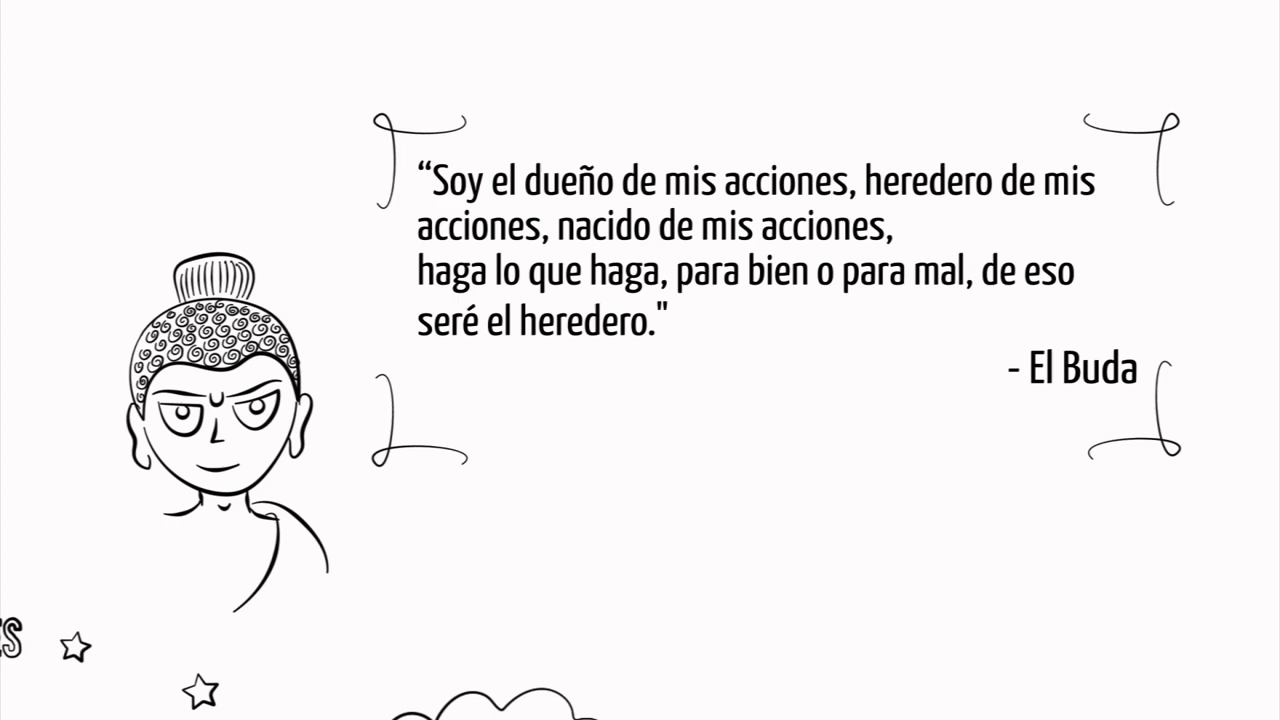 “Soy el dueño de mis acciones, heredero de mis
acciones, nacido de mis acciones,
haga lo que haga, para bien o para mal, de eso
seré el heredero."
- El Buda